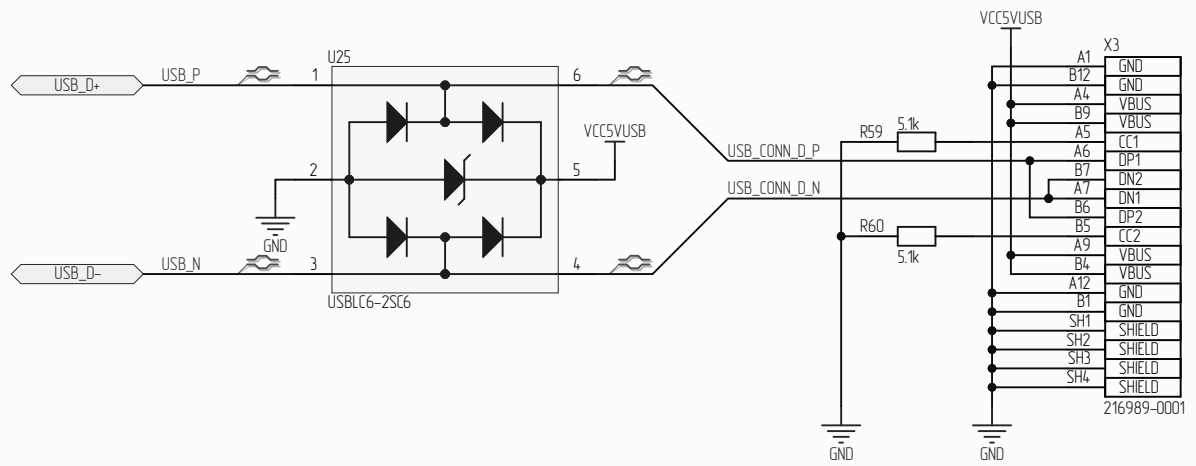 VCC5VUSB
U25
X3
USB_D+
USB_P
1
6
A1 GND
B12 GND
A4 VBUS
B9 VBUS
5.1k
R59
A5 CC1
VCC5VUSB
USB_CONN_D_P
A6 DP1
2
5
B7 DN2
USB_CONN_D_N
A7 DN1
B6 DP2
GND
R60
B5 CC2
5.1k
A9 VBUS
USB_D-
USB_N
3
4
B4 VBUS
USBLC6-2SC6
A12 GND
B1 GND
SH1 SHIELD
SH2 SHIELD
SH3 SHIELD
SH4 SHIELD
216989-0001
GND
GND